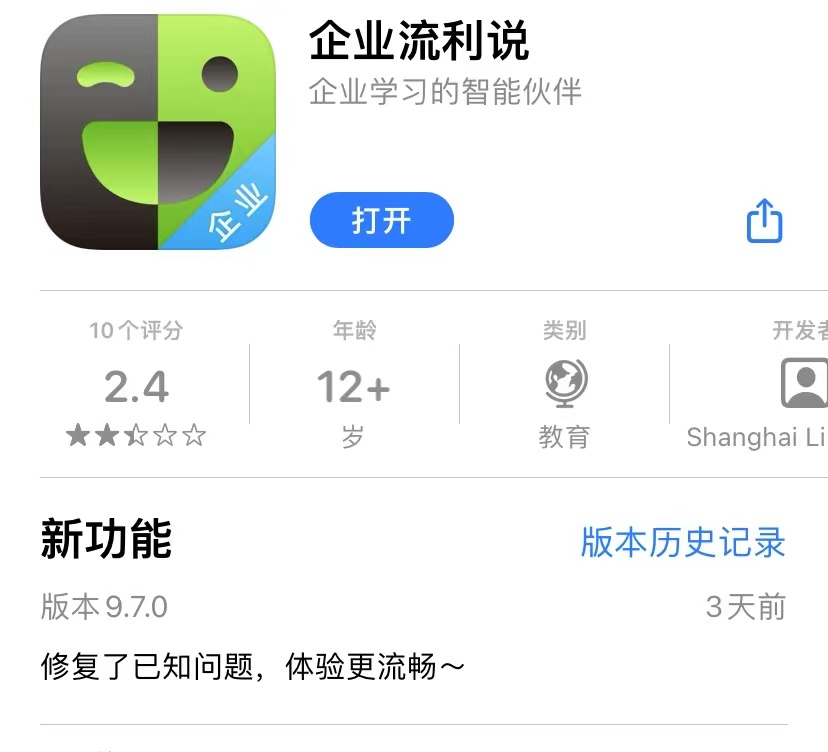 企业流利说
企业学习的智能伙伴
企业
打开
10个评分
年龄
类别
开发者
2.4
12+
岁
教育
Shanghai Li
新功能
版本历史记录
版本 9.7.0
3天前
修复了已知问题，体验更流畅～